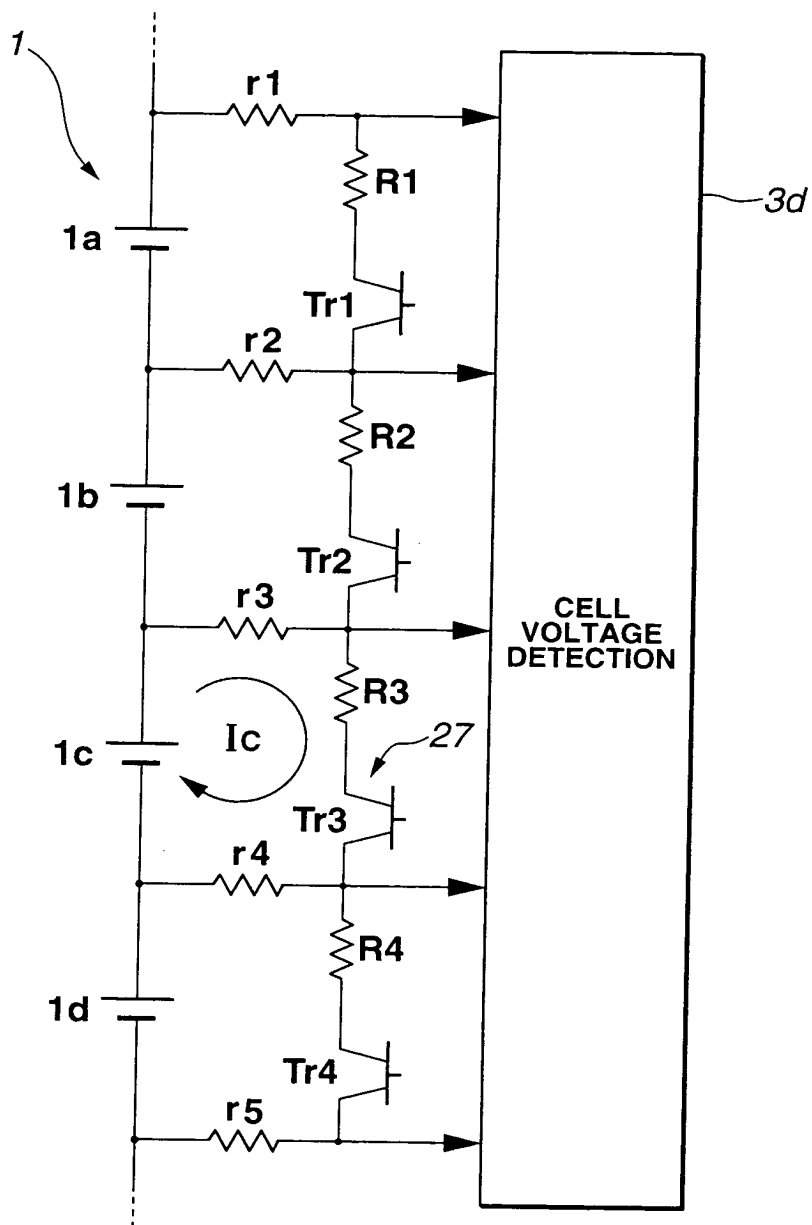 1
r1
R1
3d
1a
Tr1
r2
R2
1b
Tr2
r3
CELL
VOLTAGE
DETECTION
R3
Ic
27
1c
Tr3
r4
R4
1d
Tr4
r5